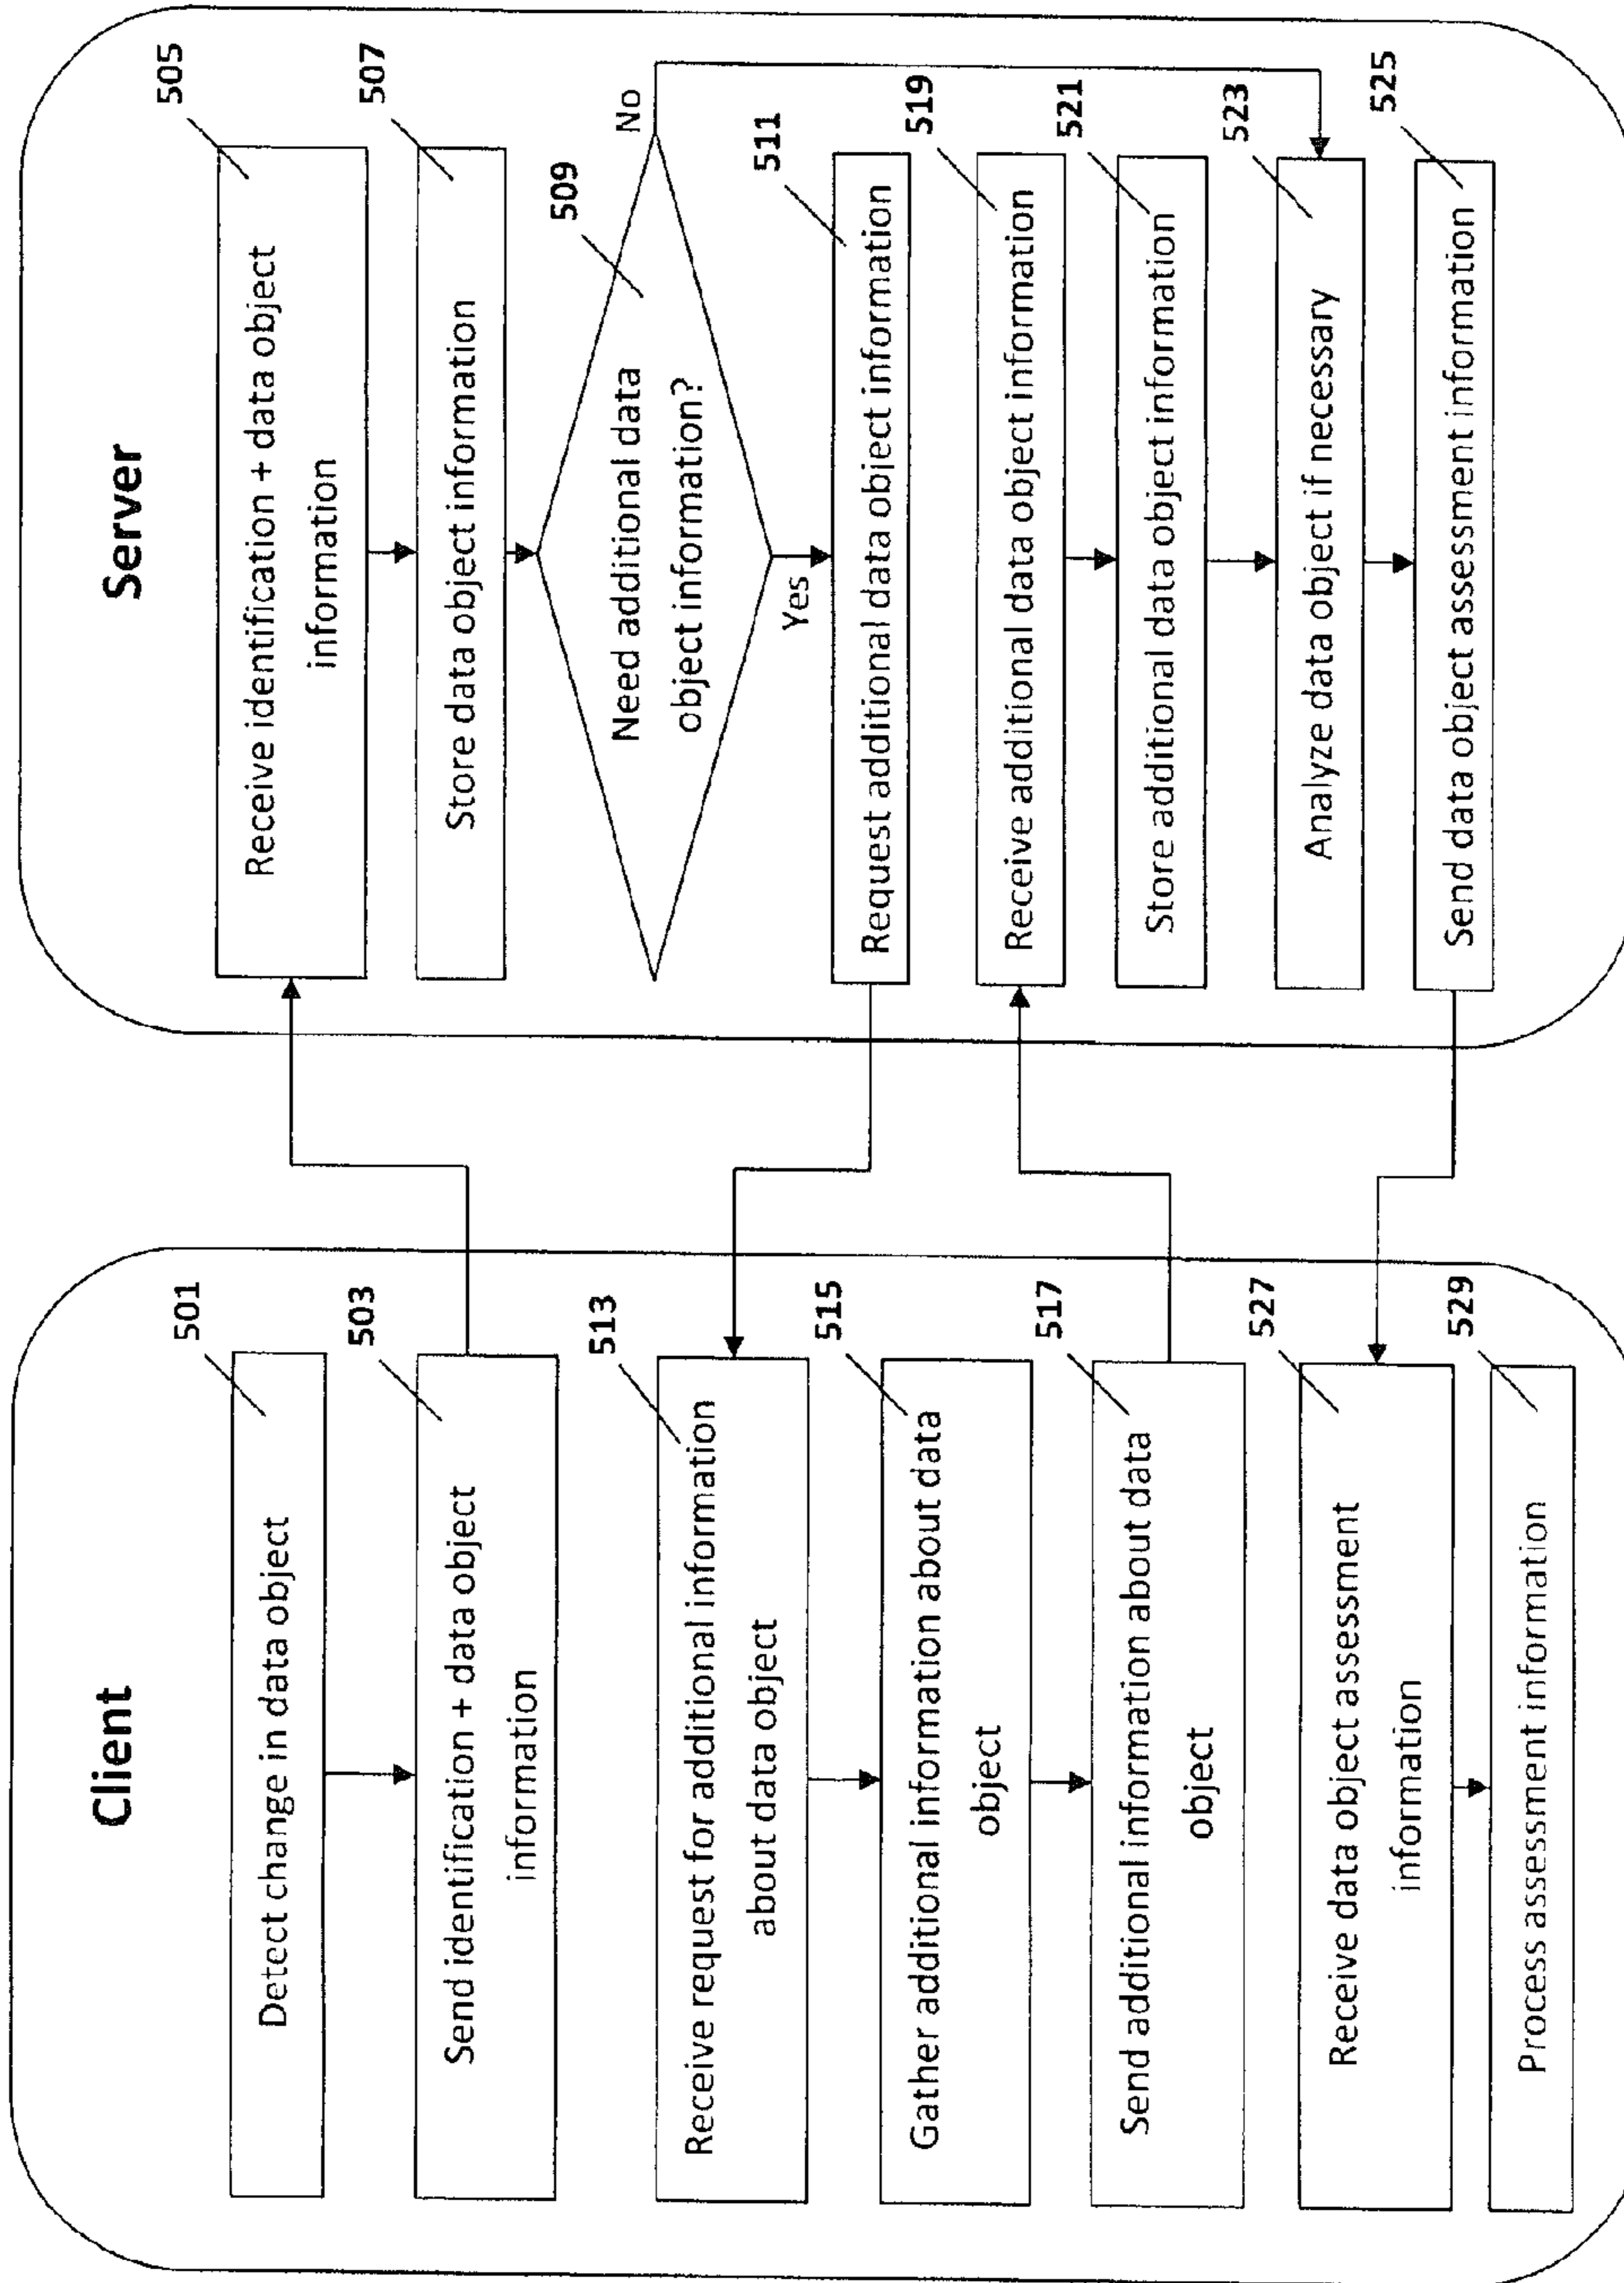 Client
501
Detect change in data object
503
Send identification + data object
information
513
Receive request for additional information
about data object
515
Gather additional information about data
object
517
Send additional information about data
object
527
Receive data object assessment
information
529
Process assessment information
Server
505
Receive identification + data object
information
507
Store data object information
509
Need additional data
object information?
No
Yes
511
Request additional data object information
519
Receive additional data object information
521
Store additional data object information
523
Analyze data object if necessary
525
Send data object assessment information